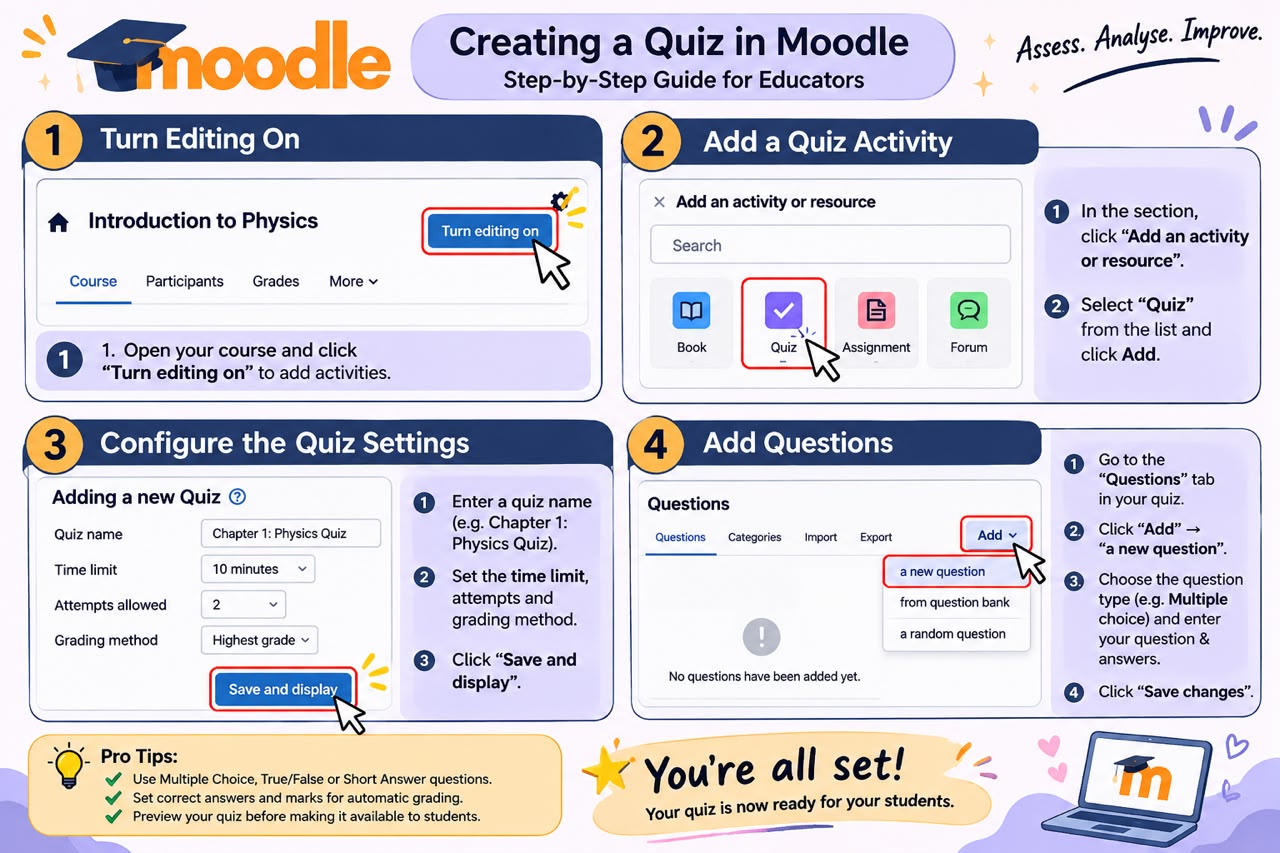 moodle
Creating a Quiz in Moodle
Step-by-Step Guide for Educators
Assess. Analyse. Improve.
1 Turn Editing On
Introduction to Physics
Turn editing on
Course Participants Grades More
1
1. Open your course and click
“Turn editing on” to add activities.
2 Add a Quiz Activity
× Add an activity or resource
Search
Book Quiz Assignment Forum
1 In the section,
click “Add an activity
or resource”.
2. Select “Quiz”
from the list and
click Add.
3 Configure the Quiz Settings
Adding a new Quiz ?
Quiz name Chapter 1: Physics Quiz
Time limit 10 minutes
Attempts allowed 2
Grading method Highest grade
Save and display
1 Enter a quiz name
(e.g. Chapter 1:
Physics Quiz).
2 Set the time limit,
attempts and
grading method.
3 Click “Save and
display”.
4 Add Questions
Questions
Questions Categories Import Export Add
a new question
from question bank
a random question
!
No questions have been added yet.
1 Go to the
“Questions” tab
in your quiz.
2. Click “Add” →
“a new question”.
3. Choose the question
type (e.g. Multiple
choice) and enter
your question &
answers.
4 Click “Save changes”.
Pro Tips:
Use Multiple Choice, True/False or Short Answer questions.
Set correct answers and marks for automatic grading.
Preview your quiz before making it available to students.
You’re all set!
Your quiz is now ready for your students.
m